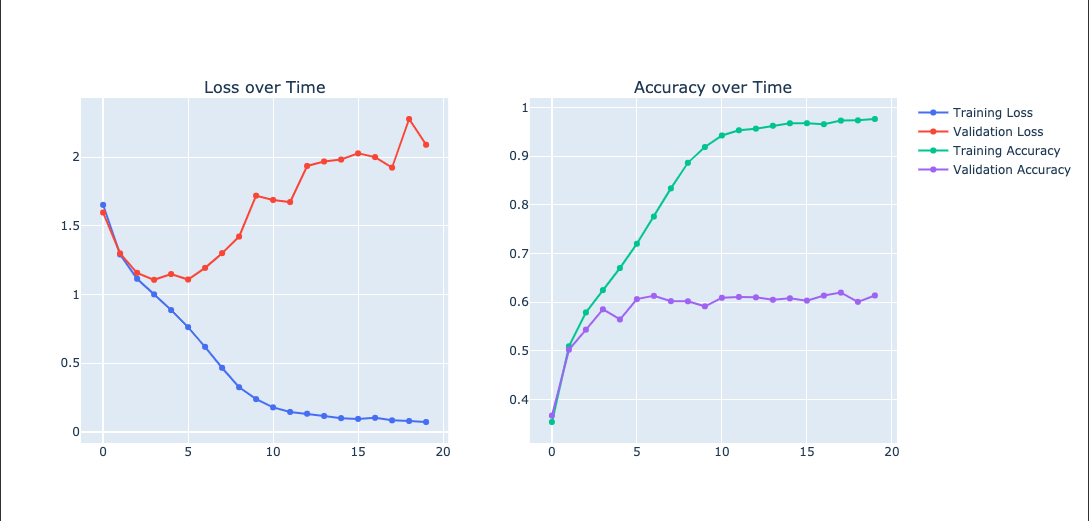 Loss over Time
2
1.5
1
0.5
0
0 5 10 15 20
Accuracy over Time
1
0.9
0.8
0.7
0.6
0.5
0.4
0 5 10 15 20
Training Loss
Validation Loss
Training Accuracy
Validation Accuracy